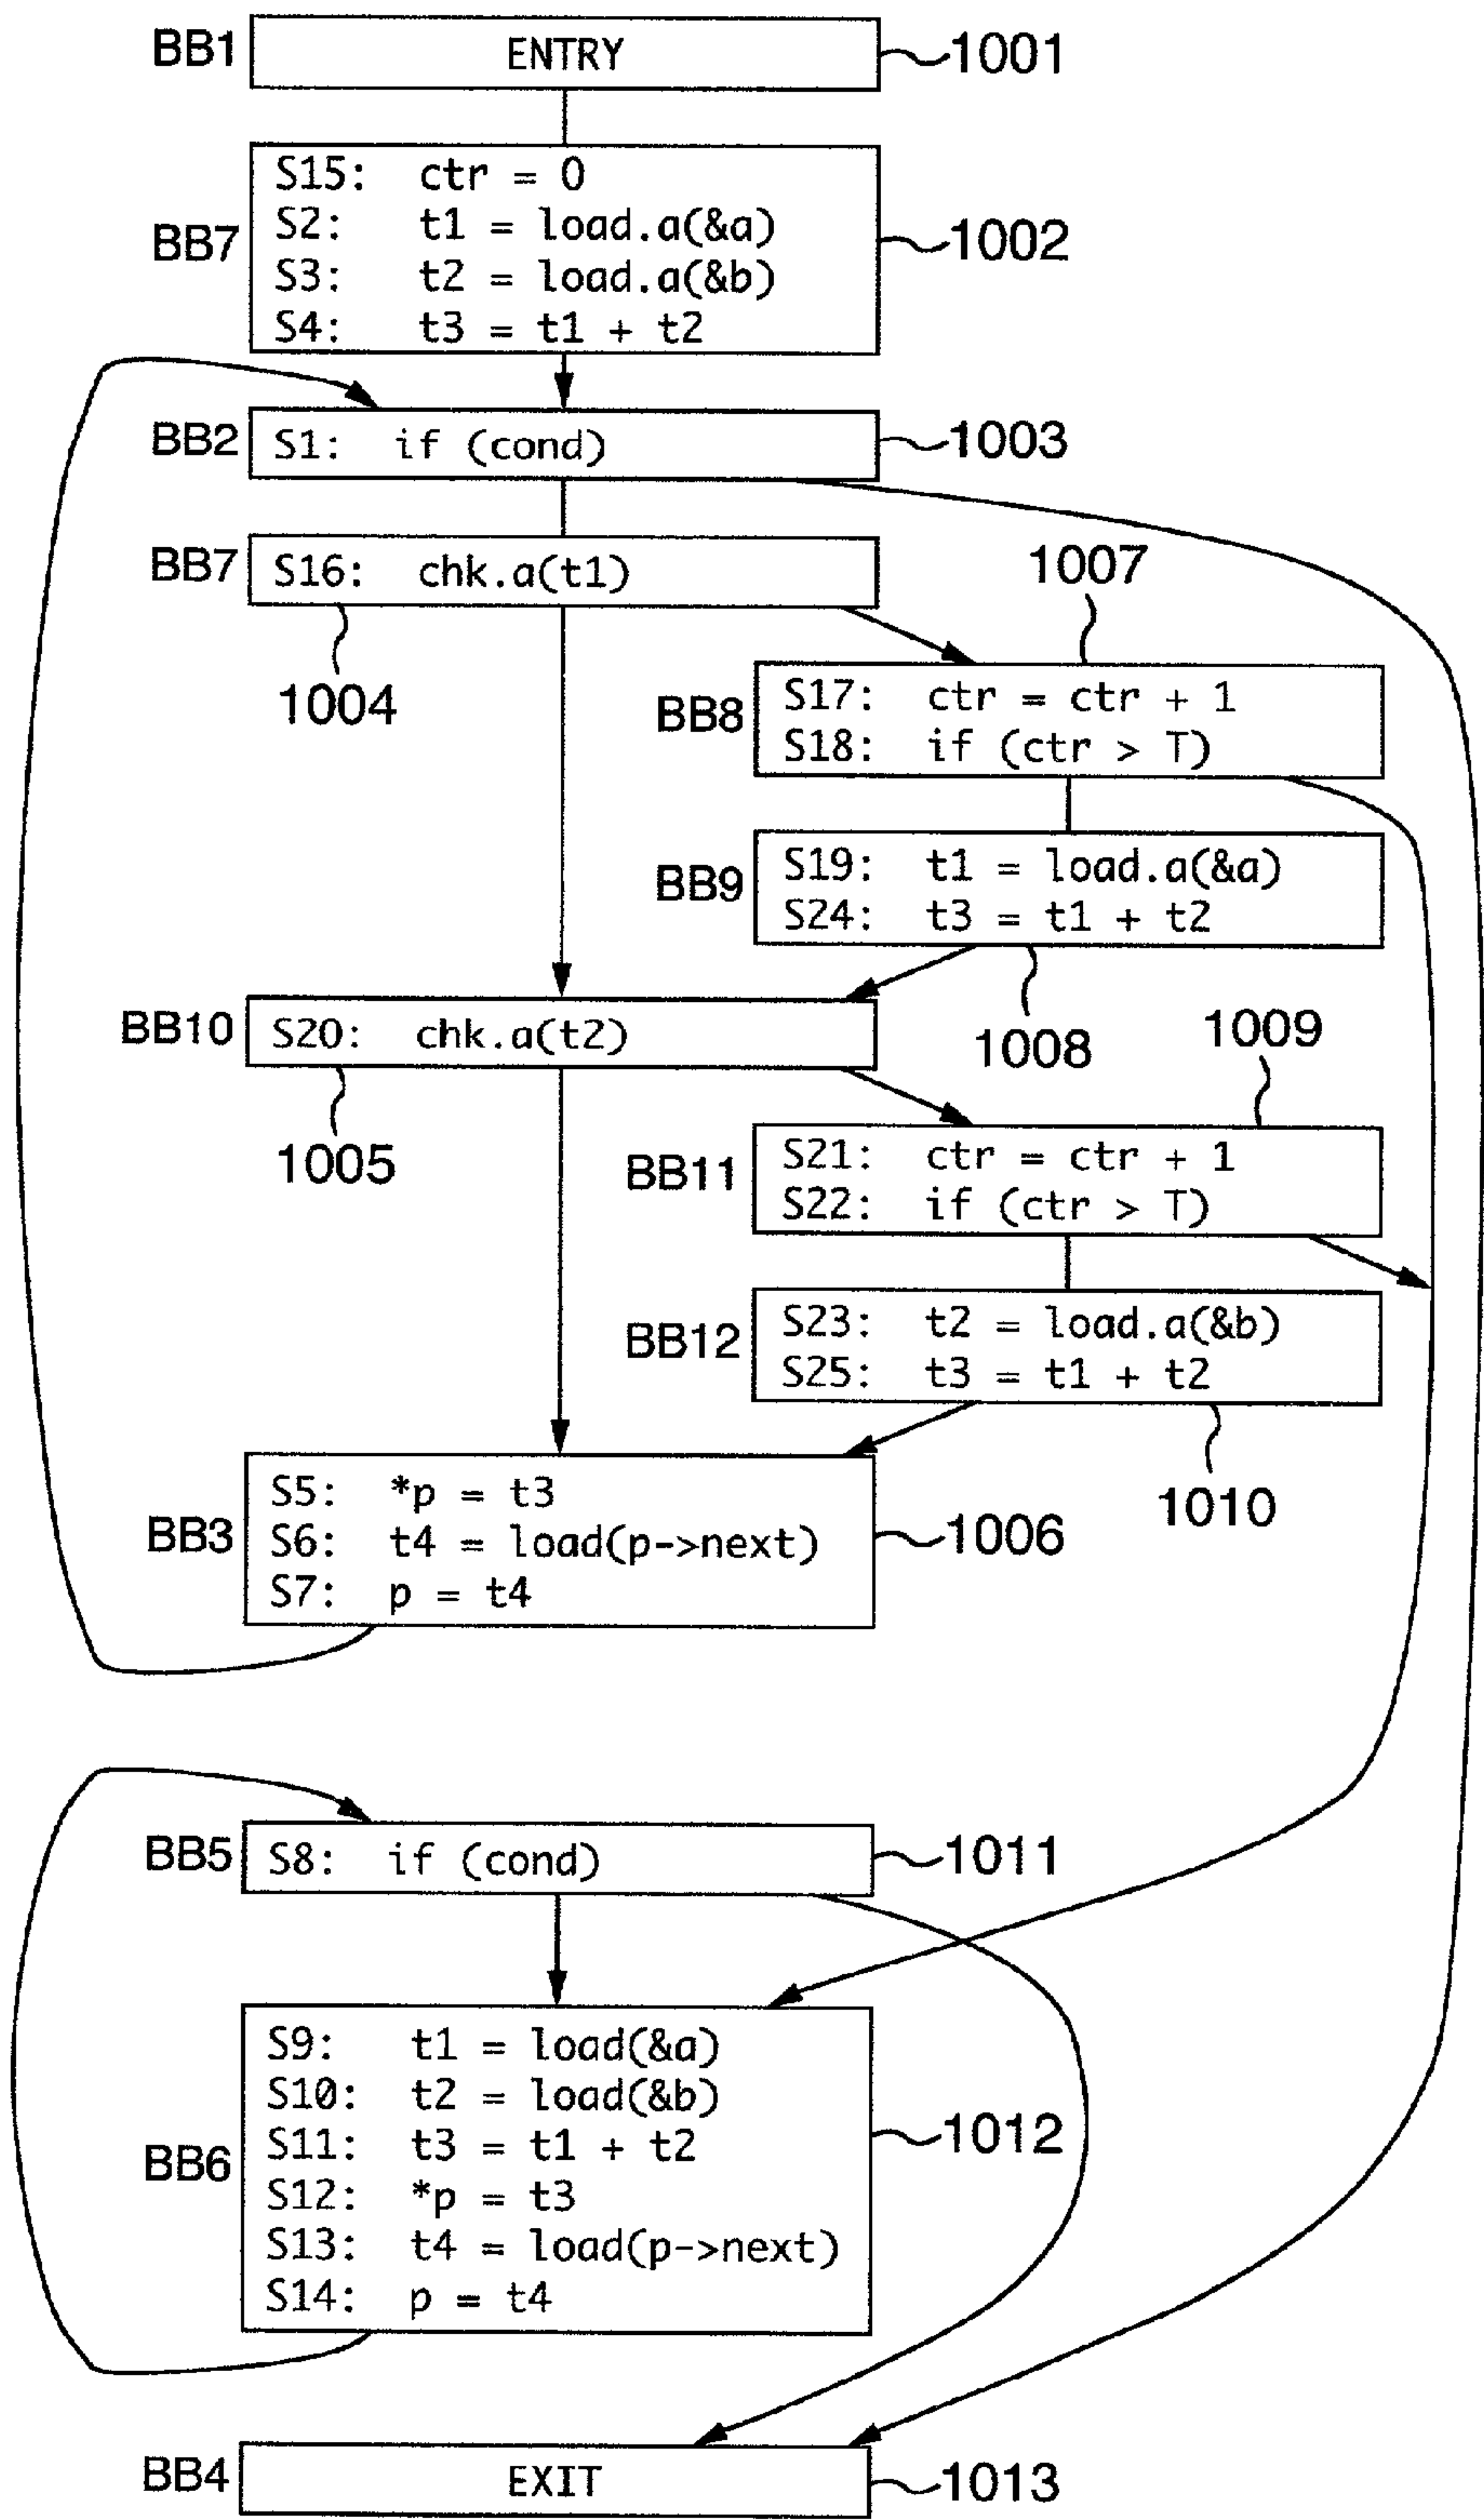 BB1 ENTRY 1001
S15: ctr = 0
S2: t1 = load.a(&a)
BB7 1002
S3: t2 = load.a(&b)
S4: t3 = t1 + t2
BB2 S1: if (cond) 1003
BB7 S16: chk.a(t1)
1007
1004
BB8 S17: ctr = ctr + 1
S18: if (ctr > T)
BB9 S19: t1 = load.a(&a)
S24: t3 = t1 + t2
BB10 S20: chk.a(t2)
1008
1009
1005
BB11 S21: ctr = ctr + 1
S22: if (ctr > T)
BB12 S23: t2 = load.a(&b)
S25: t3 = t1 + t2
1010
S5: *p = t3
BB3 S6: t4 = load(p->next) 1006
S7: p = t4
BB5 S8: if (cond) 1011
S9: t1 = load(&a)
S10: t2 = load(&b)
S11: t3 = t1 + t2
BB6 1012
S12: *p = t3
S13: t4 = load(p->next)
S14: p = t4
BB4 EXIT 1013